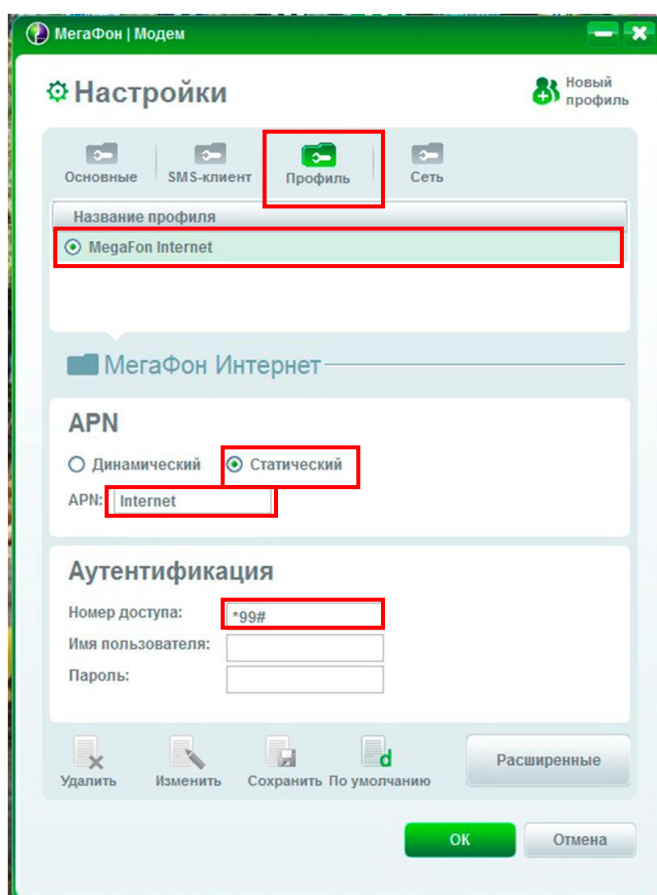 МегаФон | Модем
Настройки
Новый
профиль
Основные SMS-клиент Профиль Сеть
Название профиля
MegaFon Internet
МегаФон Интернет
APN
Динамический Статический
APN: Internet
Аутентификация
Номер доступа: *99#
Имя пользователя:
Пароль:
d
Удалить Изменить Сохранить По умолчанию
Расширенные
ОК Отмена